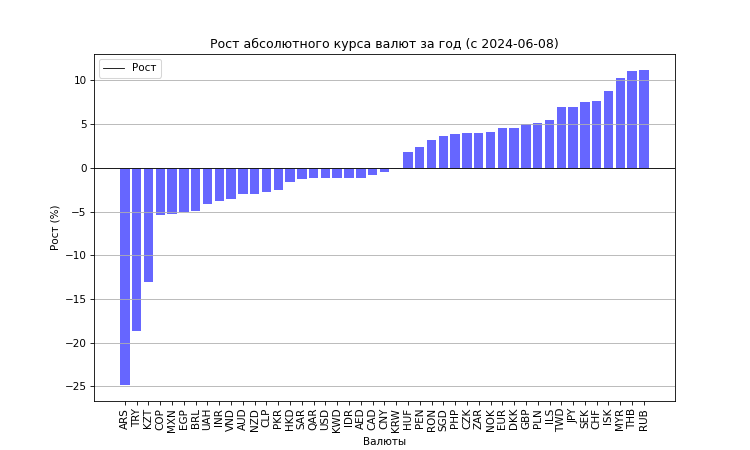 Рост абсолютного курса валют за год (с 2024-06-08)
Рост
10
5
0
−5
−10
−15
−20
−25
Рост (%)
ARS TRY KZT COP MXN EGP BRL UAH INR VND AUD NZD CLP PKR HKD SAR QAR USD KWD IDR AED CAD CNY KRW HUF PEN RON SGD PHP CZK ZAR NOK EUR DKK GBP PLN ILS TWD JPY SEK CHF ISK MYR THB RUB
Валюты